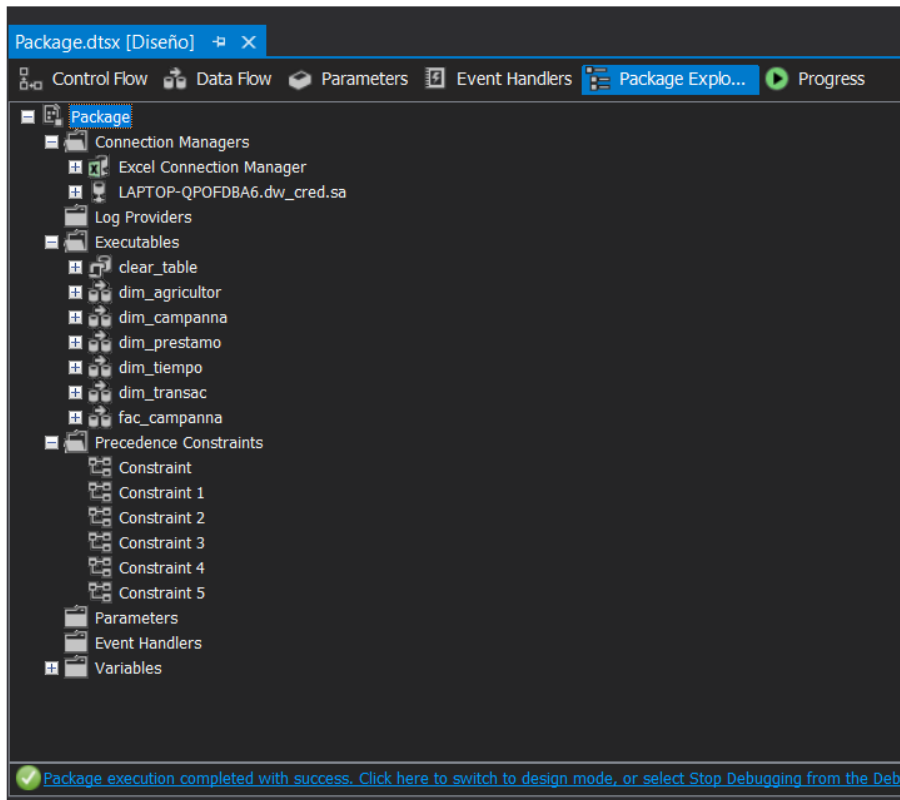 Package.dtsx [Diseño]
Control Flow Data Flow Parameters Event Handlers Package Explo... Progress
Package
Connection Managers
Excel Connection Manager
LAPTOP-QPOFDBA6.dw_cred.sa
Log Providers
Executables
clear_table
dim_agricultor
dim_campanna
dim_prestamo
dim_tiempo
dim_transac
fac_campanna
Precedence Constraints
Constraint
Constraint 1
Constraint 2
Constraint 3
Constraint 4
Constraint 5
Parameters
Event Handlers
Variables
Package execution completed with success. Click here to switch to design mode, or select Stop Debugging from the Deb